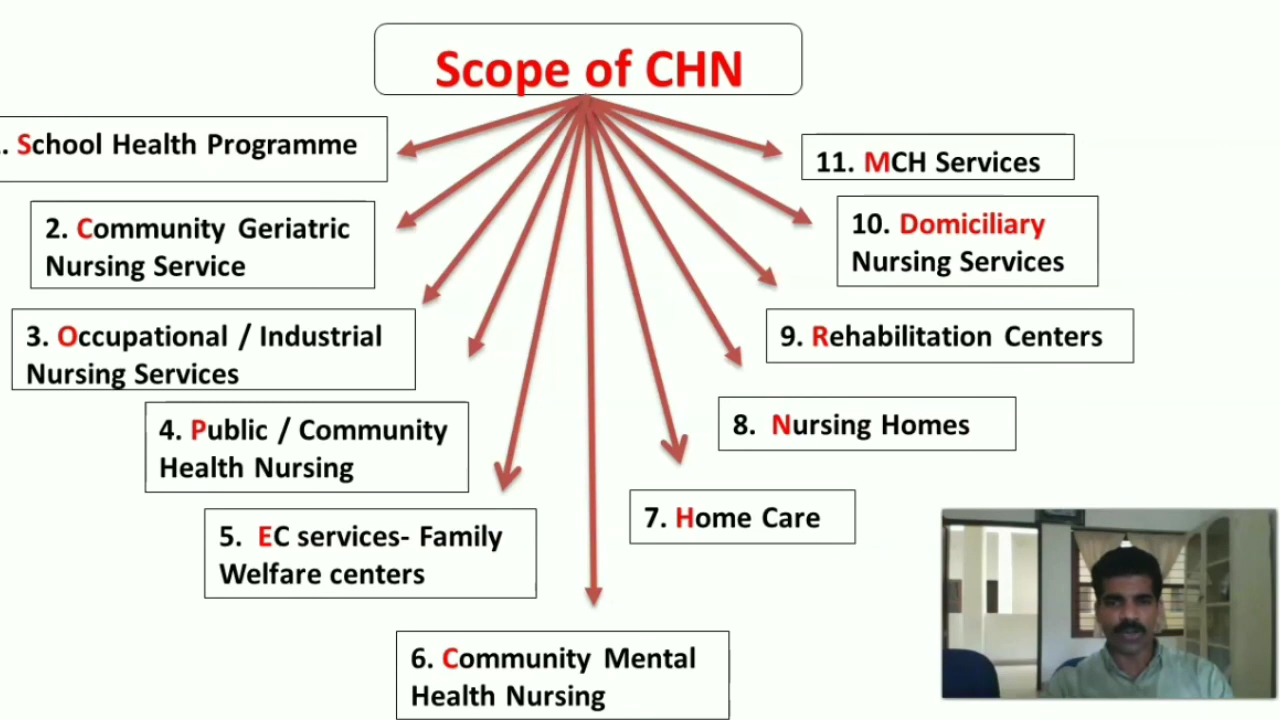 Scope of CHN
. School Health Programme
2. Community Geriatric
Nursing Service
3. Occupational / Industrial
Nursing Services
4. Public / Community
Health Nursing
5. EC services- Family
Welfare centers
6. Community Mental
Health Nursing
7. Home Care
8. Nursing Homes
9. Rehabilitation Centers
10. Domiciliary
Nursing Services
11. MCH Services